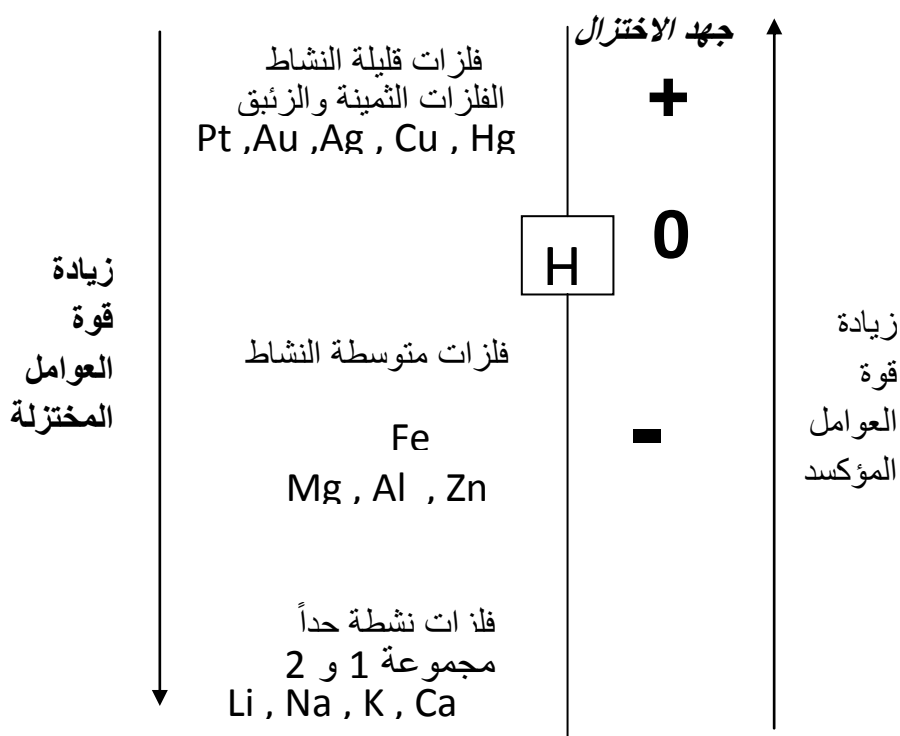 جهد الاختزال
+
فلزات قليلة النشاط
الفلزات الثمينة والزئبق
Pt ,Au ,Ag , Cu , Hg
0
H
زيادة
قوة
العوامل
المؤكسد
زيادة
قوة
العوامل
المختزلة
فلزات متوسطة النشاط
-
Fe
Mg , Al , Zn
فلزات نشطة جداً
مجموعة 1 و 2
Li , Na , K , Ca